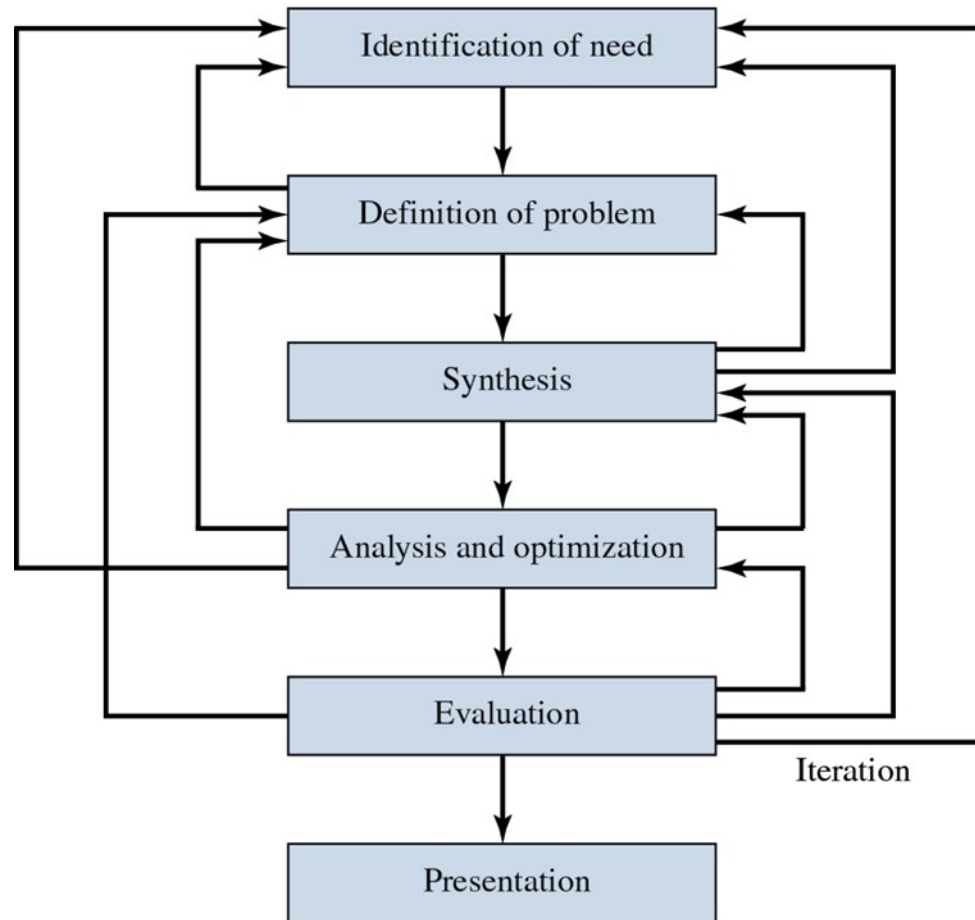 Identification of need
Definition of problem
Synthesis
Analysis and optimization
Evaluation
Iteration
Presentation